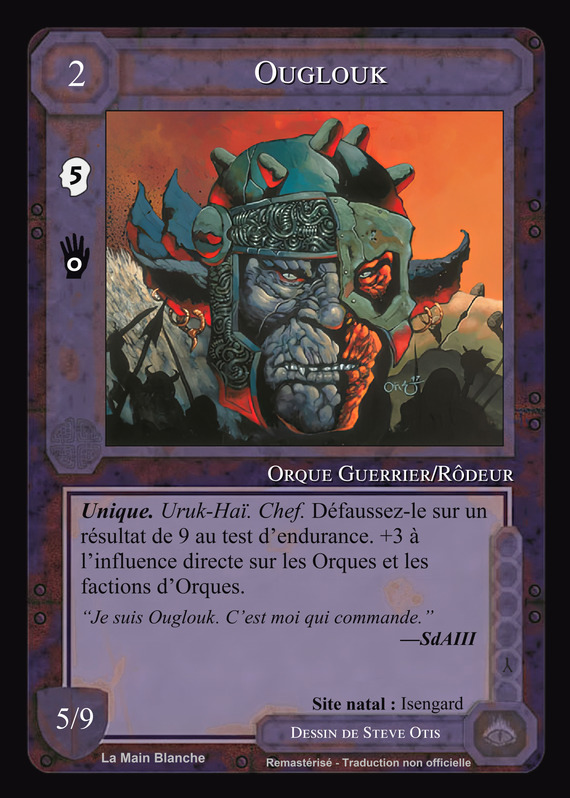 2
Ouglouk
5
0
Orque Guerrier/Rôdeur
Unique. Uruk-Haï. Chef. Défaussez-le sur un
résultat de 9 au test d’endurance. +3 à
l’influence directe sur les Orques et les
factions d’Orques.
“Je suis Ouglouk. C’est moi qui commande.”
—SdAIII
Site natal : Isengard
5/9
Dessin de Steve Otis
La Main Blanche
Remastérisé - Traduction non officielle